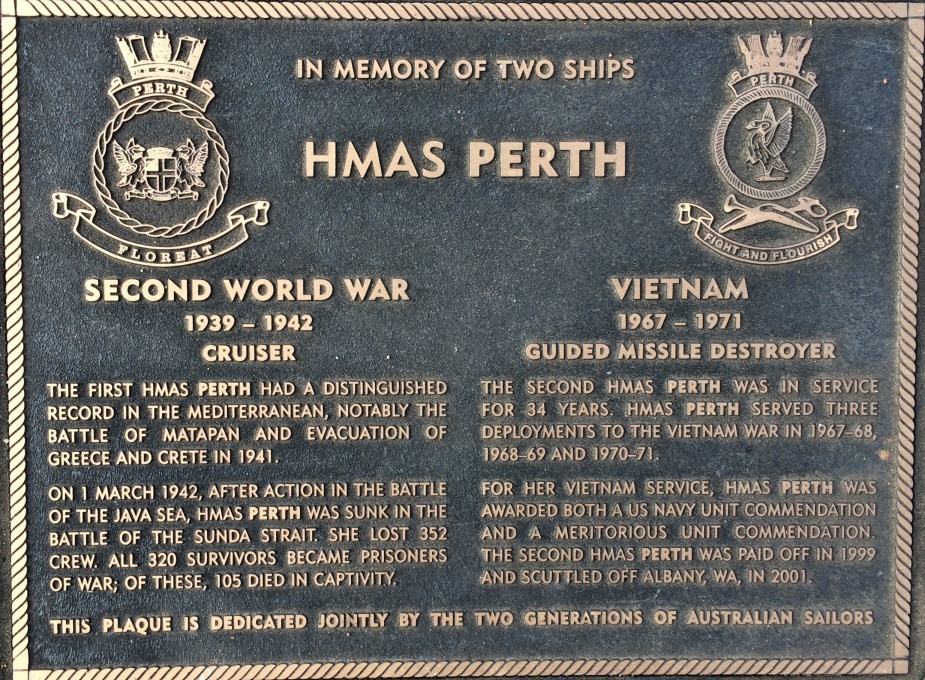 IN MEMORY OF TWO SHIPS
HMAS PERTH
PERTH
FLOREAT
PERTH
FIGHT AND FLOURISH
SECOND WORLD WAR
1939 – 1942
CRUISER
THE FIRST HMAS PERTH HAD A DISTINGUISHED
RECORD IN THE MEDITERRANEAN, NOTABLY THE
BATTLE OF MATAPAN AND EVACUATION OF
GREECE AND CRETE IN 1941.
ON 1 MARCH 1942, AFTER ACTION IN THE BATTLE
OF THE JAVA SEA, HMAS PERTH WAS SUNK IN THE
BATTLE OF THE SUNDA STRAIT. SHE LOST 352
CREW. ALL 320 SURVIVORS BECAME PRISONERS
OF WAR; OF THESE, 105 DIED IN CAPTIVITY.
VIETNAM
1967 – 1971
GUIDED MISSILE DESTROYER
THE SECOND HMAS PERTH WAS IN SERVICE
FOR 34 YEARS. HMAS PERTH SERVED THREE
DEPLOYMENTS TO THE VIETNAM WAR IN 1967–68,
1968–69 AND 1970–71.
FOR HER VIETNAM SERVICE, HMAS PERTH WAS
AWARDED BOTH A US NAVY UNIT COMMENDATION
AND A MERITORIOUS UNIT COMMENDATION.
THE SECOND HMAS PERTH WAS PAID OFF IN 1999
AND SCUTTLED OFF ALBANY, WA, IN 2001.
THIS PLAQUE IS DEDICATED JOINTLY BY THE TWO GENERATIONS OF AUSTRALIAN SAILORS